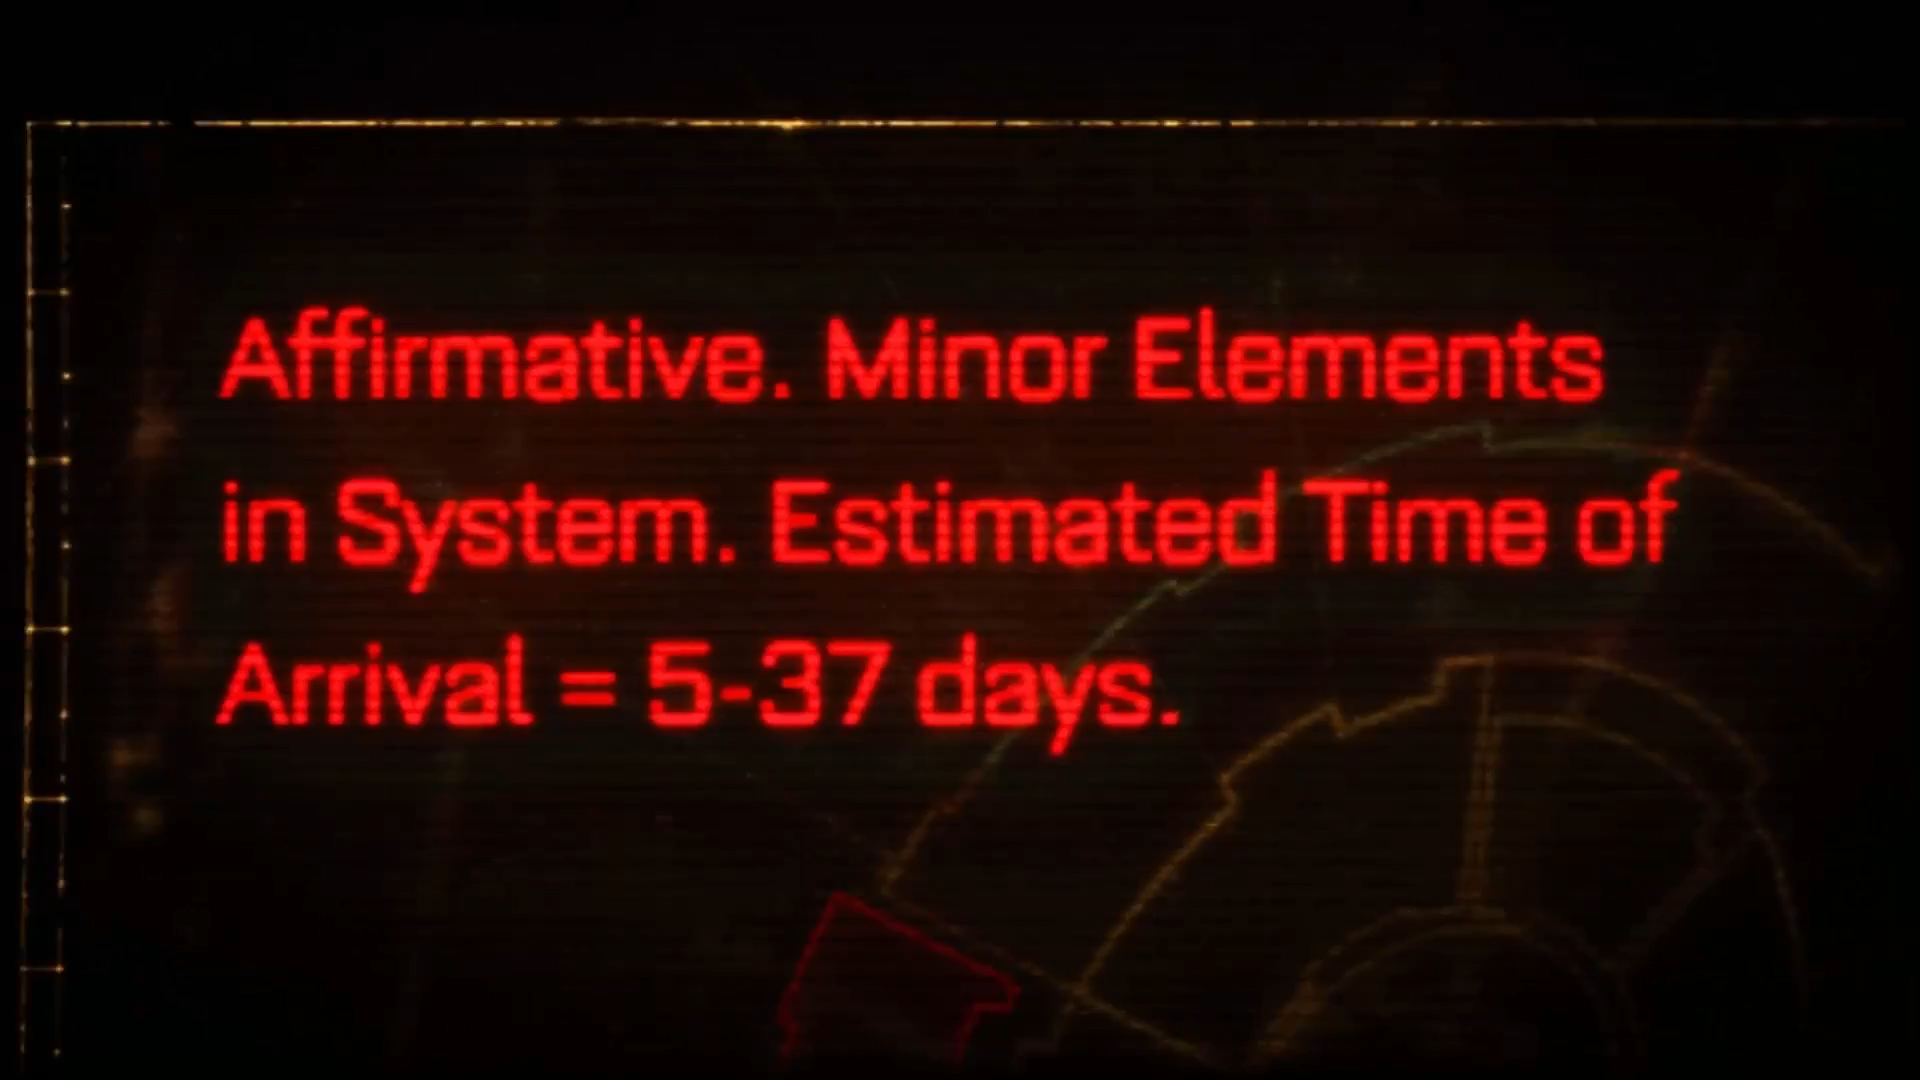 Affirmative. Minor Elements
in System. Estimated Time of
Arrival = 5-37 days.